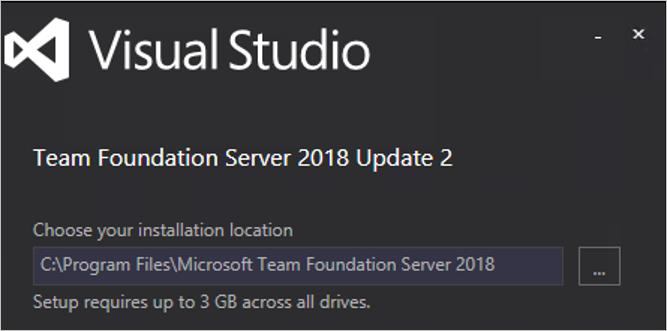 Visual Studio
Team Foundation Server 2018 Update 2
Choose your installation location
C:\Program Files\Microsoft Team Foundation Server 2018
...
Setup requires up to 3 GB across all drives.